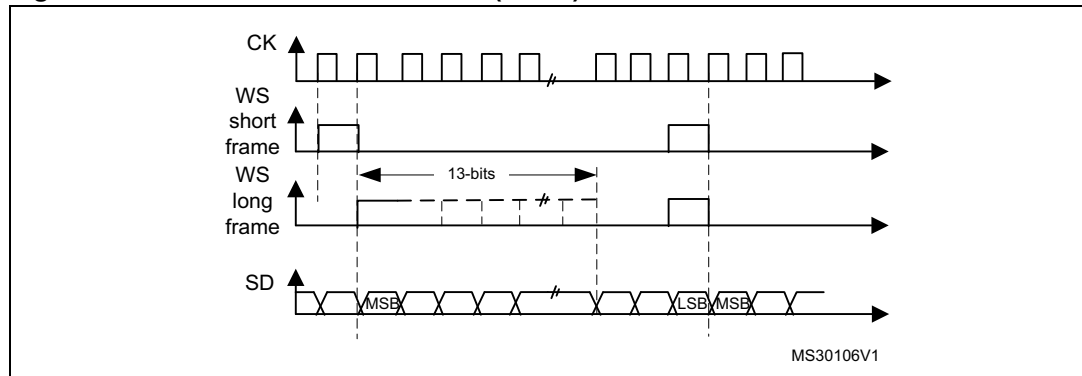 CK
WS
short
frame
WS
13-bits
long
frame
SD
MSB
LSB MSB
MS30106V1